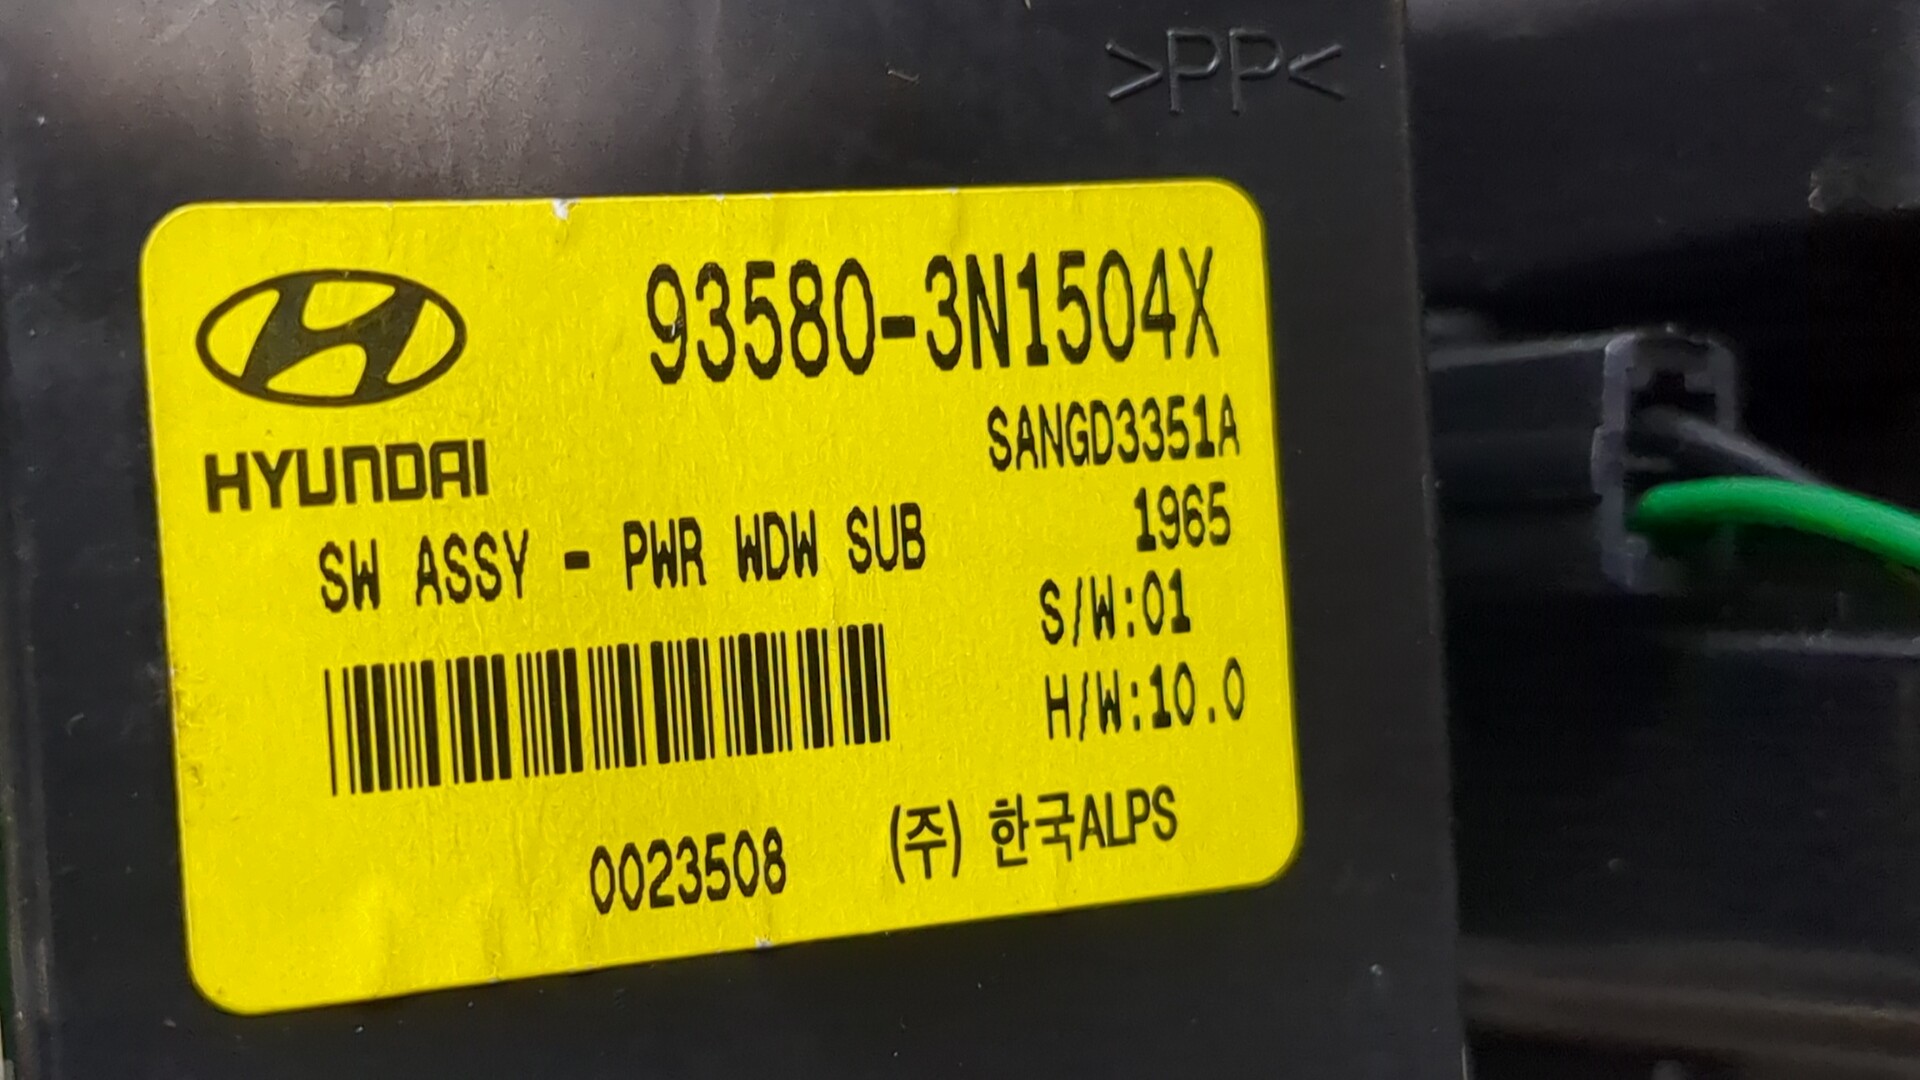 >PP<
93580-3N1504X
SANGD3351A
HYUNDAI
1965
SW ASSY - PWR WDW SUB
S/W:01
H/W:10.0
0023508
(주) 한국ALPS